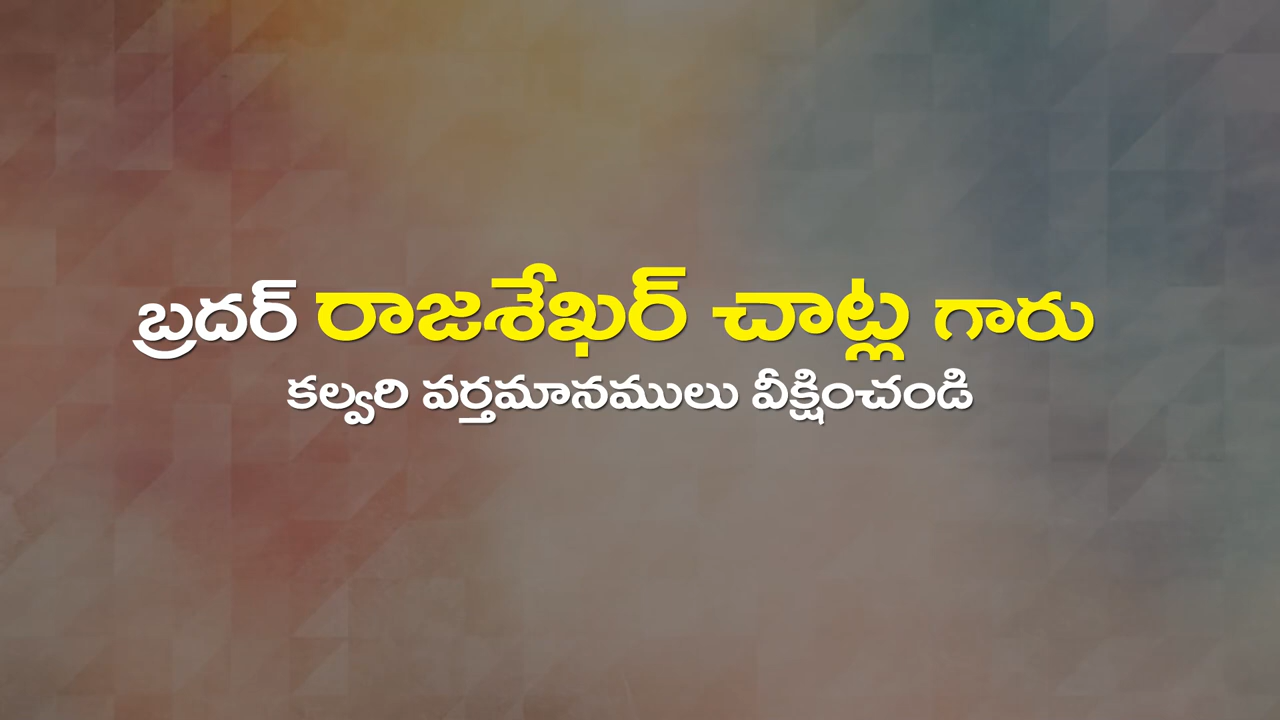 బ్రదర్ రాజశేఖర్ చాట్ల గారు
కల్వరి వర్తమానములు వీక్షించండి